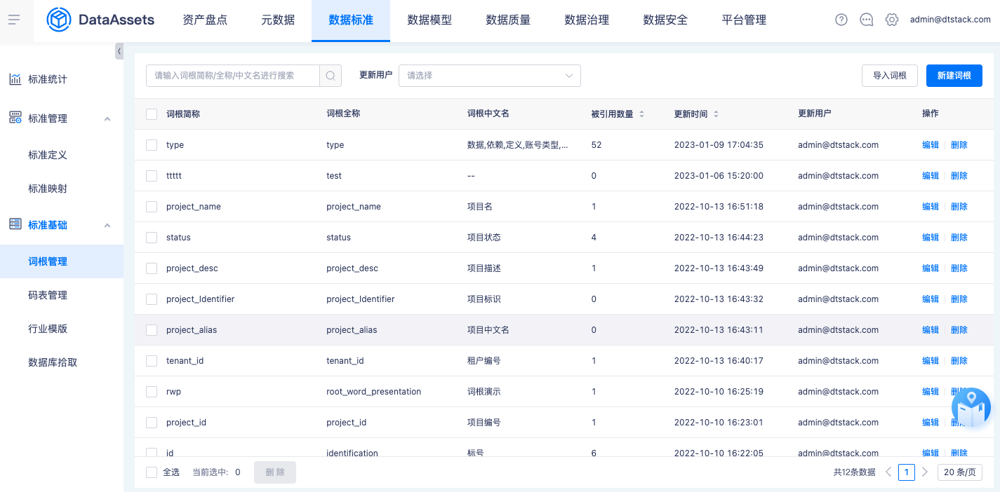 DataAssets 资产盘点 元数据 数据标准 数据模型 数据质量 数据治理 数据安全 平台管理 admin@dtstack.com
标准统计
标准管理
标准定义
标准映射
标准基础
词根管理
码表管理
行业模版
数据库拾取
请输入词根简称/全称/中文名进行搜索 更新用户 请选择 导入词根 新建词根
词根简称 词根全称 词根中文名 被引用数量 更新时间 更新用户 操作
type type 数据,依赖,定义,账号类型,... 52 2023-01-09 17:04:35 admin@dtstack.com 编辑 删除
ttttt test -- 0 2023-01-06 15:20:00 admin@dtstack.com 编辑 删除
project_name project_name 项目名 1 2022-10-13 16:51:18 admin@dtstack.com 编辑 删除
status status 项目状态 4 2022-10-13 16:44:23 admin@dtstack.com 编辑 删除
project_desc project_desc 项目描述 1 2022-10-13 16:43:49 admin@dtstack.com 编辑 删除
project_Identifier project_Identifier 项目标识 0 2022-10-13 16:43:32 admin@dtstack.com 编辑 删除
project_alias project_alias 项目中文名 0 2022-10-13 16:43:11 admin@dtstack.com 编辑 删除
tenant_id tenant_id 租户编号 1 2022-10-13 16:40:17 admin@dtstack.com 编辑 删除
rwp root_word_presentation 词根演示 1 2022-10-10 16:25:19 admin@dtstack.com 编辑 删除
project_id project_id 项目编号 1 2022-10-10 16:23:01 admin@dtstack.com 编辑 删除
id identification 标号 6 2022-10-10 16:22:05 admin@dtstack.com 编辑 删除
全选 当前选中: 0 删 除 共12条数据 1 20 条/页